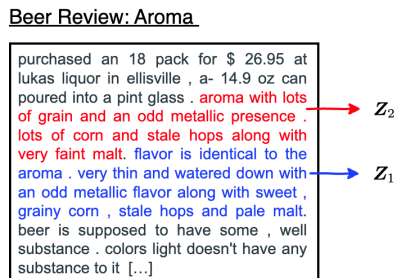 Beer Review: Aroma
purchased an 18 pack for $ 26.95 at
lukas liquor in ellisville , a- 14.9 oz can
poured into a pint glass . aroma with lots
of grain and an odd metallic presence .
lots of corn and stale hops along with
very faint malt. flavor is identical to the
aroma . very thin and watered down with
an odd metallic flavor along with sweet ,
grainy corn , stale hops and pale malt.
beer is supposed to have some , well
substance . colors light doesn't have any
substance to it [...]
Z₂
Z₁